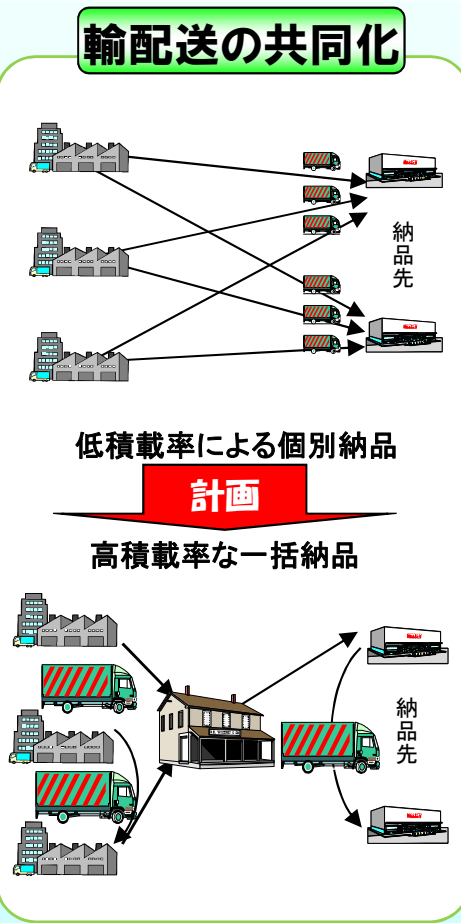 輸配送の共同化
納品先
低積載率による個別納品
計画
高積載率な一括納品
納品先